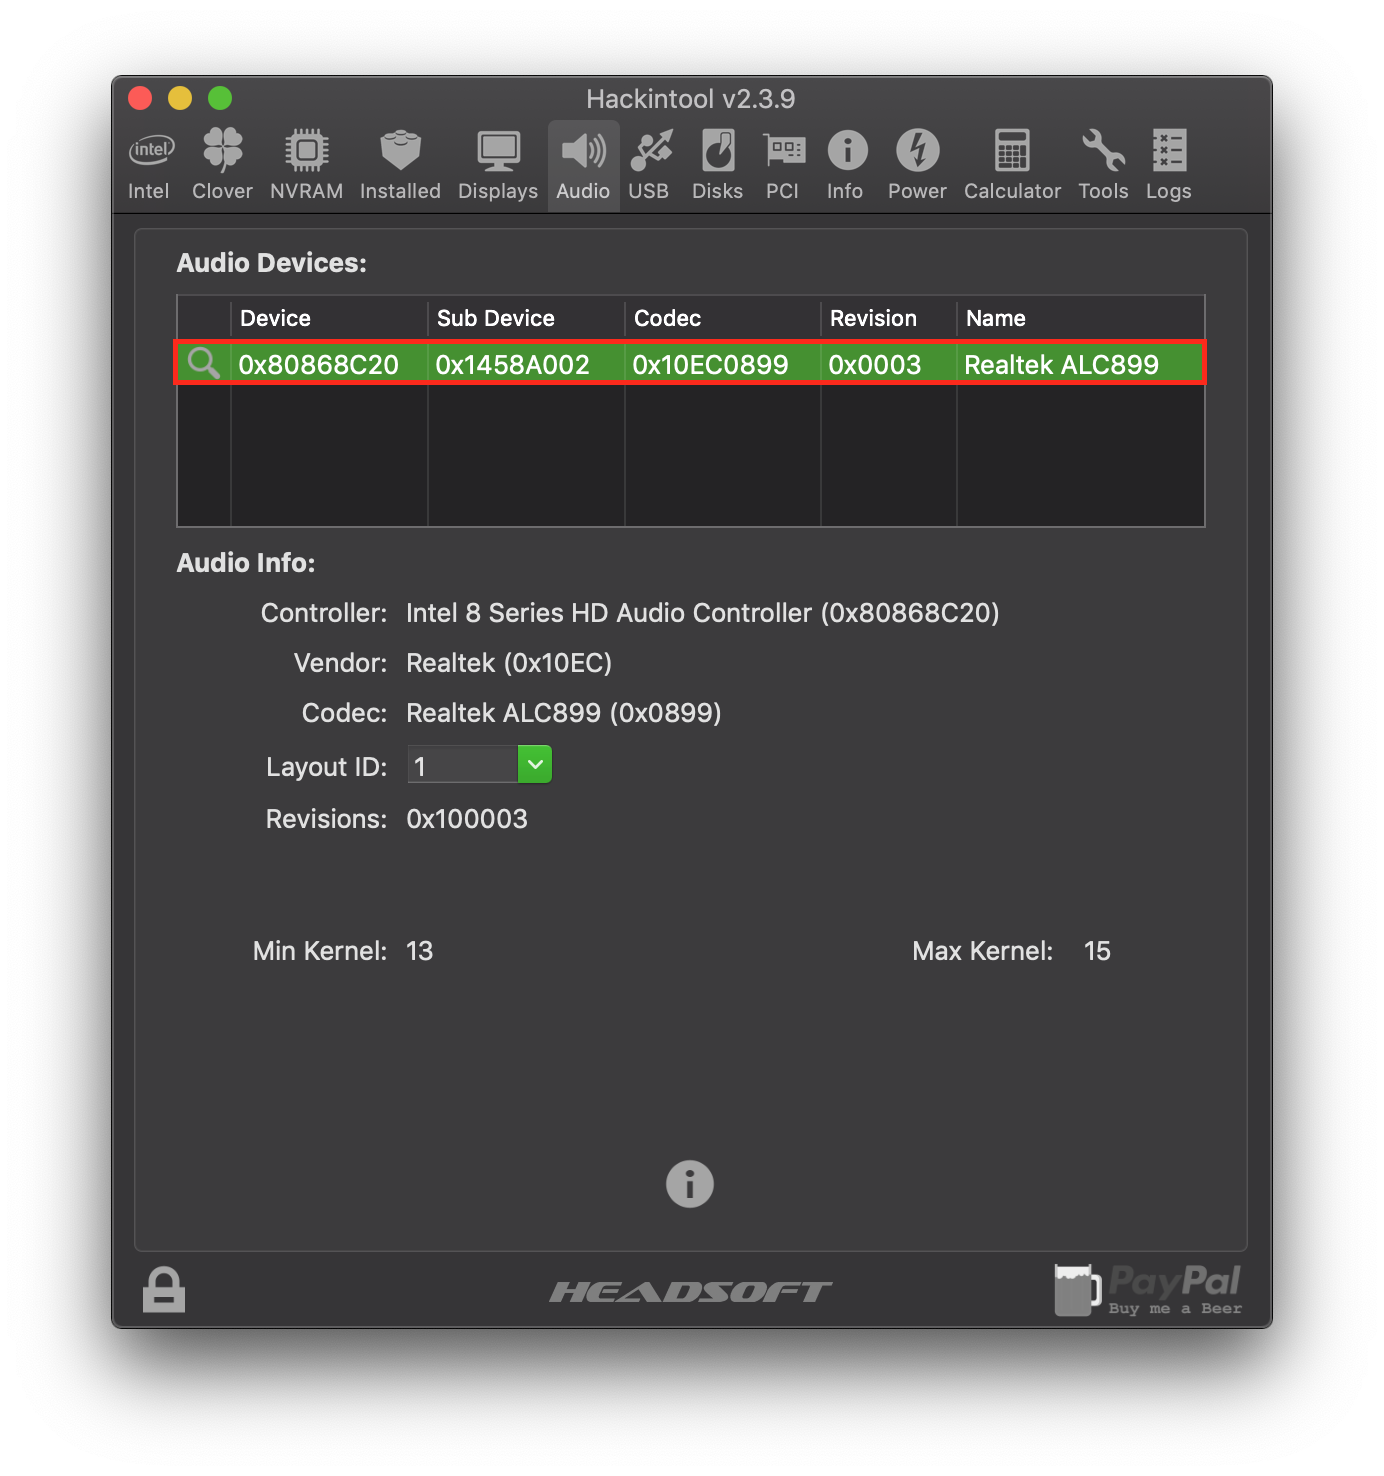 Hackintool v2.3.9
intel
Intel Clover NVRAM Installed Displays Audio USB Disks PCI Info Power Calculator Tools Logs
Audio Devices:
Device Sub Device Codec Revision Name
0x80868C20 0x1458A002 0x10EC0899 0x0003 Realtek ALC899
Audio Info:
Controller: Intel 8 Series HD Audio Controller (0x80868C20)
Vendor: Realtek (0x10EC)
Codec: Realtek ALC899 (0x0899)
Layout ID: 1
Revisions: 0x100003
Min Kernel: 13 Max Kernel: 15
HEADSOFT
PayPal
Buy me a Beer